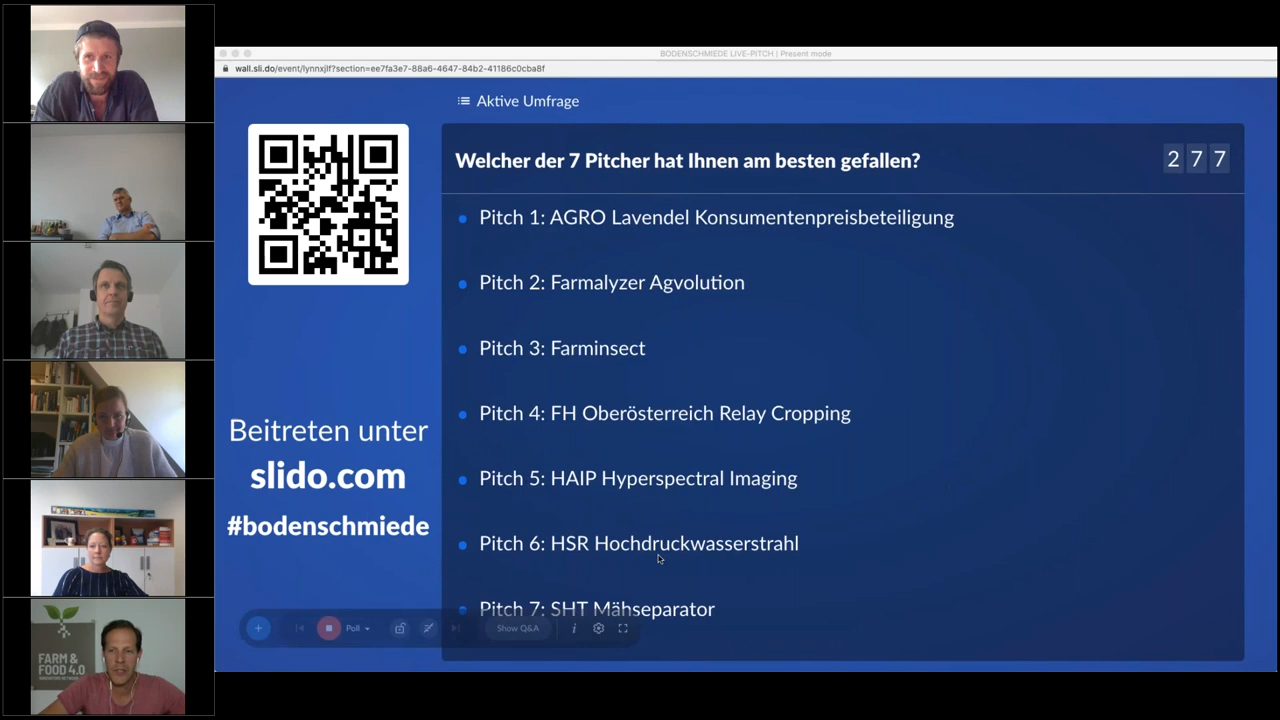 BODENSCHMIEDE LIVE-PITCH | Present mode
wall.sli.do/event/lynnxjlf?section=ee7fa3e7-88a6-4647-84b2-41186c0cba8f
Aktive Umfrage
Welcher der 7 Pitcher hat Ihnen am besten gefallen?
277
Pitch 1: AGRO Lavendel Konsumentenpreisbeteiligung
Pitch 2: Farmalyzer Agvolution
Pitch 3: Farminsect
Pitch 4: FH Oberösterreich Relay Cropping
Pitch 5: HAIP Hyperspectral Imaging
Pitch 6: HSR Hochdruckwasserstrahl
Pitch 7: SHT Mähseparator
Beitreten unter
slido.com
#bodenschmiede
Poll
Show Q&A
FARM &
FOOD 4.0